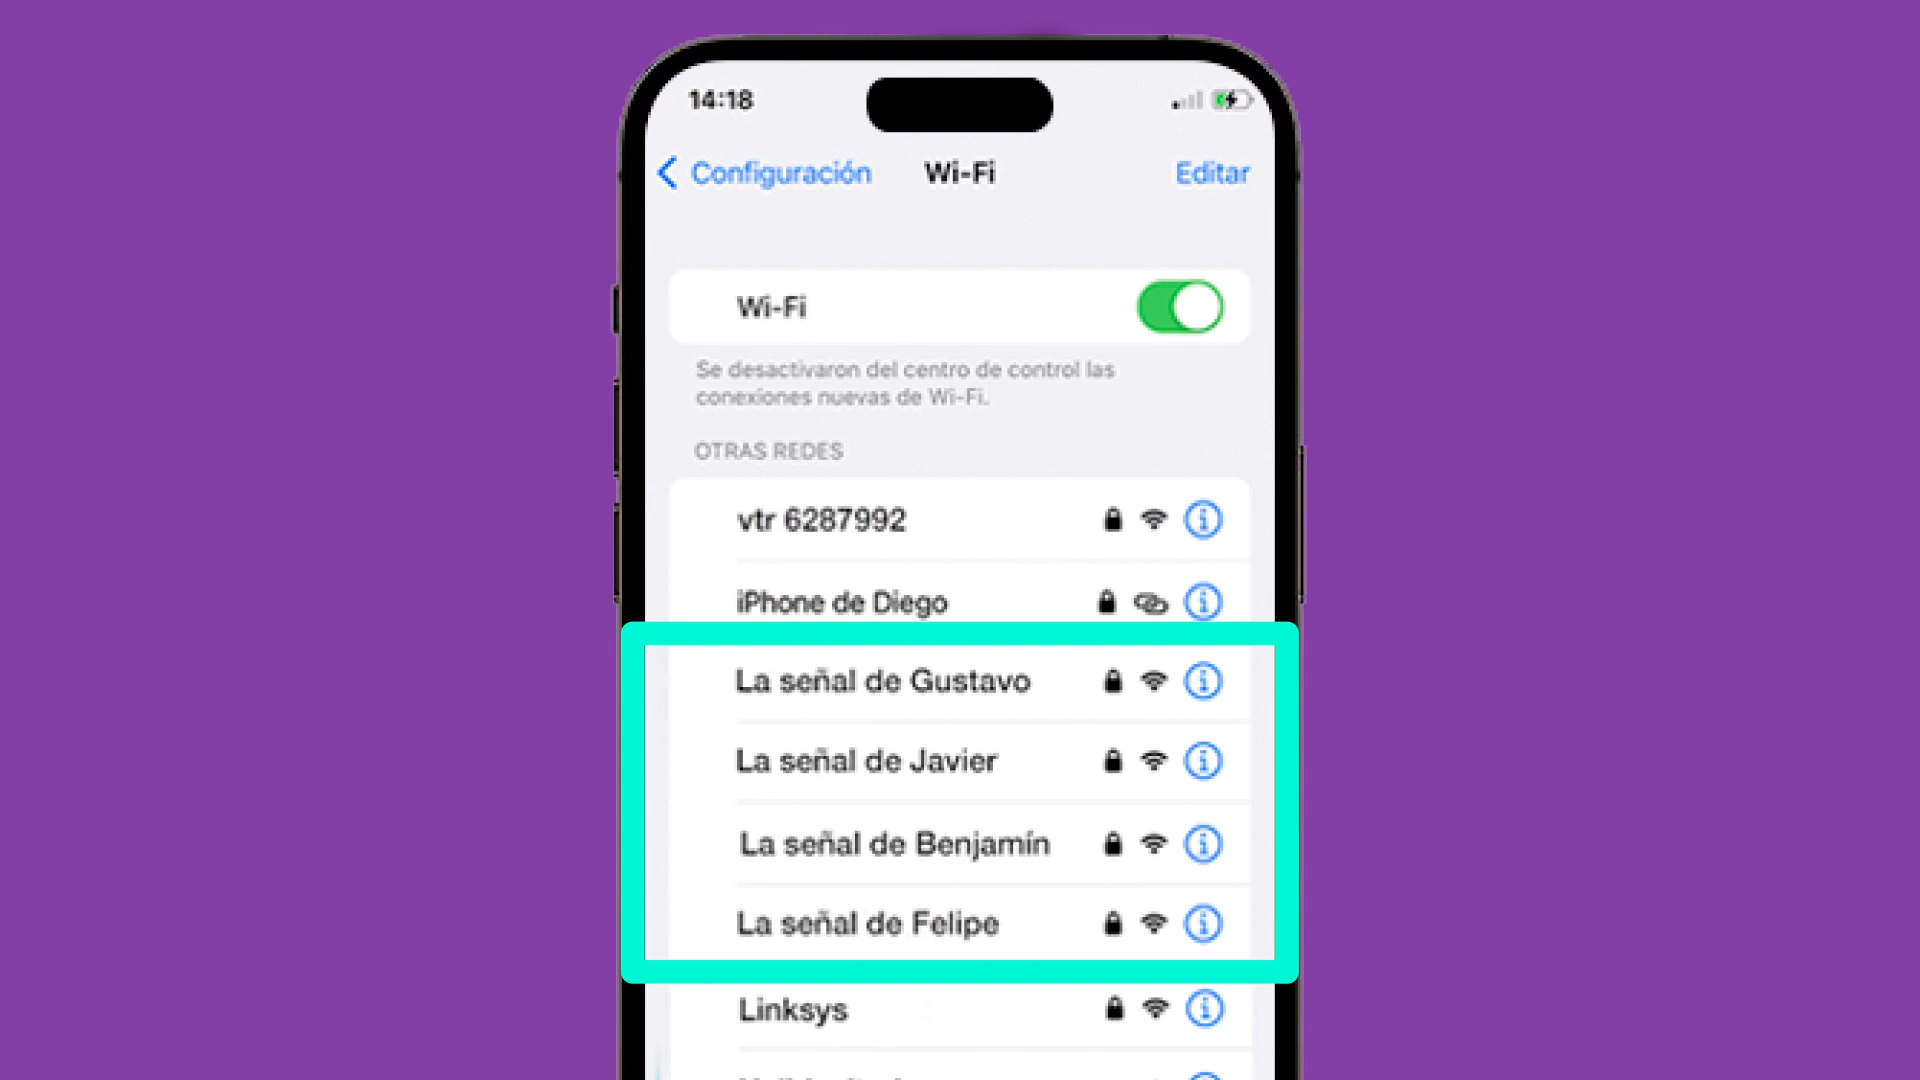 14:18
Configuración
Wi-Fi
Editar
Wi-Fi
Se desactivaron del centro de control las
conexiones nuevas de Wi-Fi.
OTRAS REDES
vtr 6287992
iPhone de Diego
La señal de Gustavo
La señal de Javier
La señal de Benjamín
La señal de Felipe
Linksys